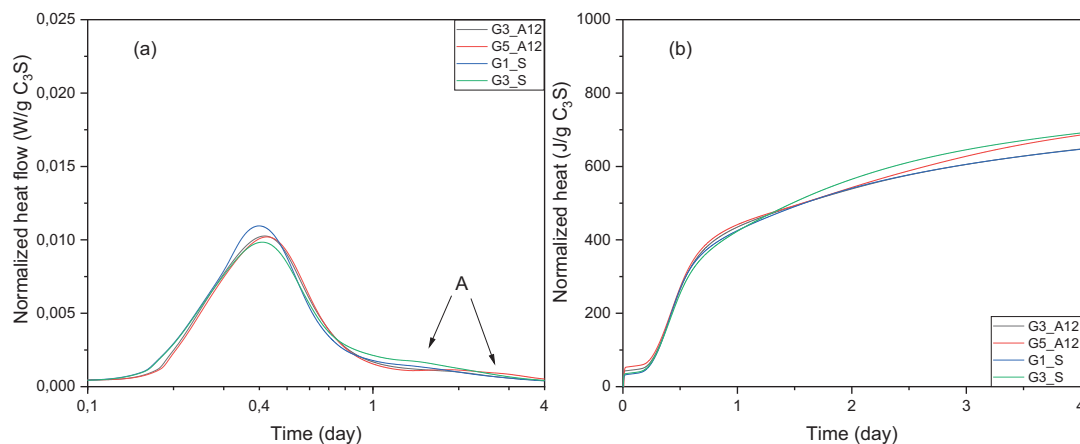 (a)
G3_A12
G5_A12
G1_S
G3_S
A
0,025
0,020
0,015
0,010
0,005
0,000
Normalized heat flow (W/g C₃S)
0,1
0,4
1
4
Time (day)
(b)
1000
800
600
400
200
0
Normalized heat (J/g C₃S)
G3_A12
G5_A12
G1_S
G3_S
0
1
2
3
4
Time (day)